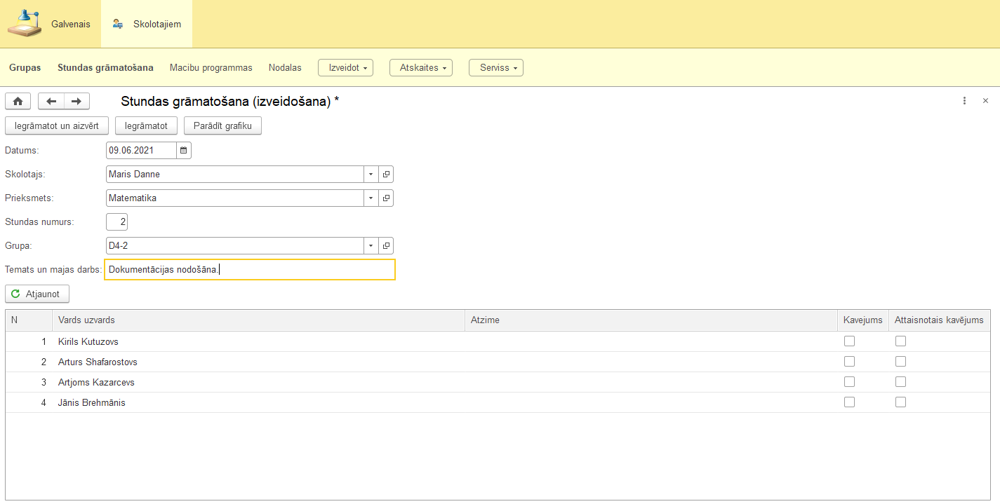 Galvenais Skolotajiem
Grupas Stundas grāmatošana Macibu programmas Nodalas Izveidot Atskaites Serviss
Stundas grāmatošana (izveidošana) *
Iegrāmatot un aizvērt Iegrāmatot Parādīt grafiku
Datums: 09.06.2021
Skolotajs: Maris Danne
Prieksmets: Matematika
Stundas numurs: 2
Grupa: D4-2
Temats un majas darbs: Dokumentācijas nodošāna.
Atjaunot
N Vards uzvards Atzime Kavejums Attaisnotais kavējums
1 Kirils Kutuzovs
2 Arturs Shafarostovs
3 Artjoms Kazarcevs
4 Jānis Brehmānis